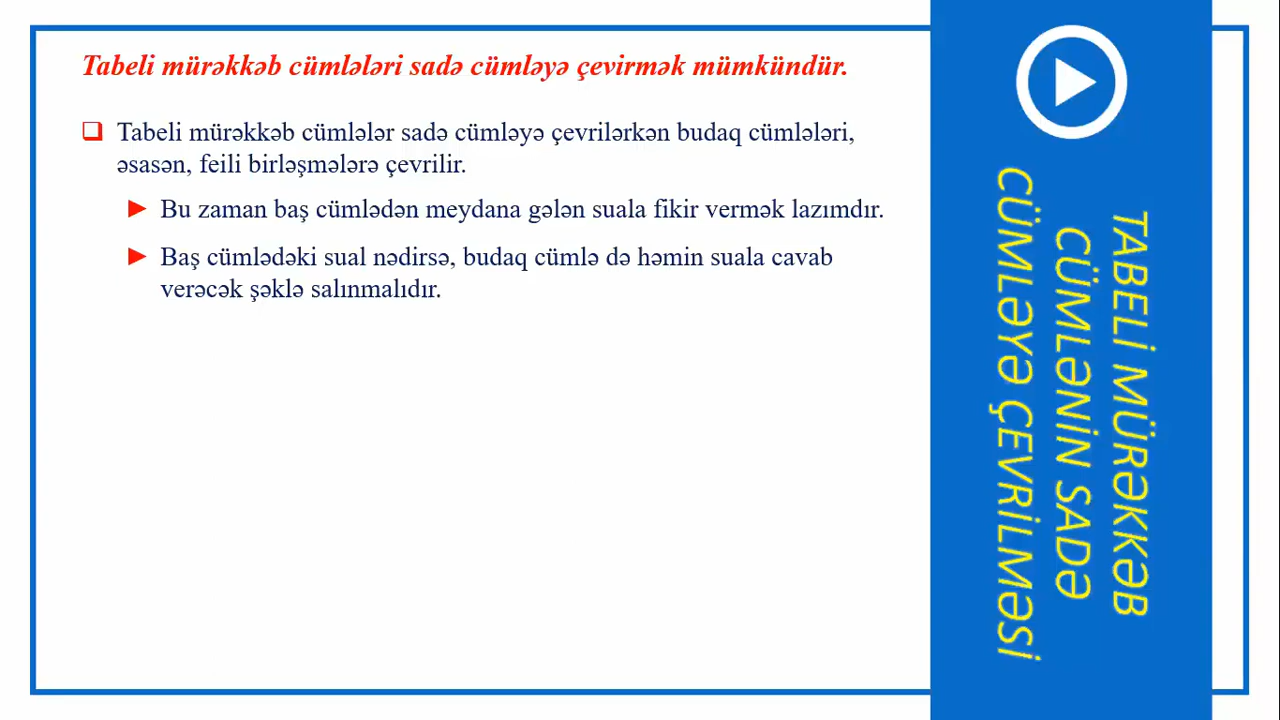 Tabeli mürəkkəb cümlələri sadə cümləyə çevirmək mümkündür.
Tabeli mürəkkəb cümlələr sadə cümləyə çevrilərkən budaq cümlələri,
əsasən, feili birləşmələrə çevrilir.
Bu zaman baş cümlədən meydana gələn suala fikir vermək lazımdır.
Baş cümlədəki sual nədirsə, budaq cümlə də həmin suala cavab
verəcək şəklə salınmalıdır.
TABELİ MÜRƏKKƏB
CÜMLƏNİN SADƏ
CÜMLƏYƏ ÇEVRİLMƏSİ